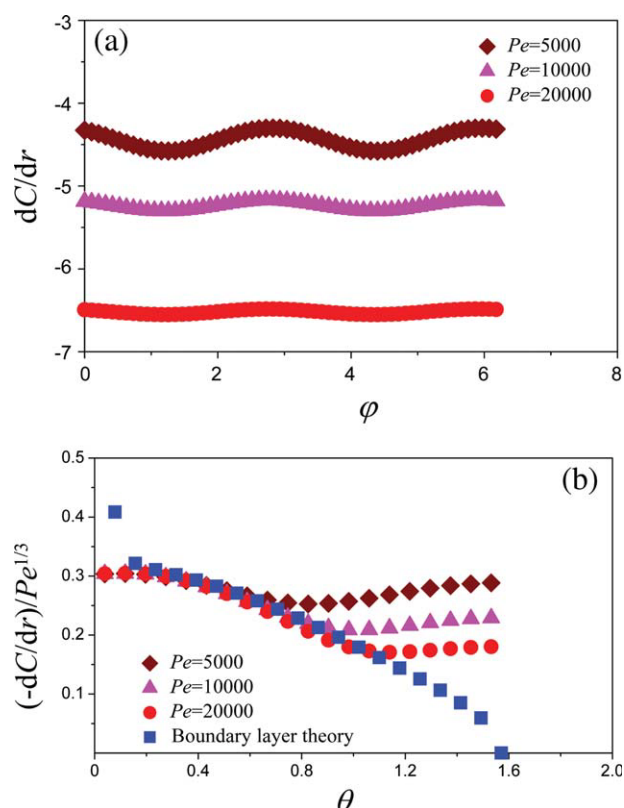 (a)
-3
-4
-5
-6
-7
dC/dr
Pe=5000
Pe=10000
Pe=20000
0 2 4 6 8
φ
(b)
0.5
0.4
0.3
0.2
0.1
(-dC/dr)/Pe^{1/3}
Pe=5000
Pe=10000
Pe=20000
Boundary layer theory
0.0 0.4 0.8 1.2 1.6 2.0
θ